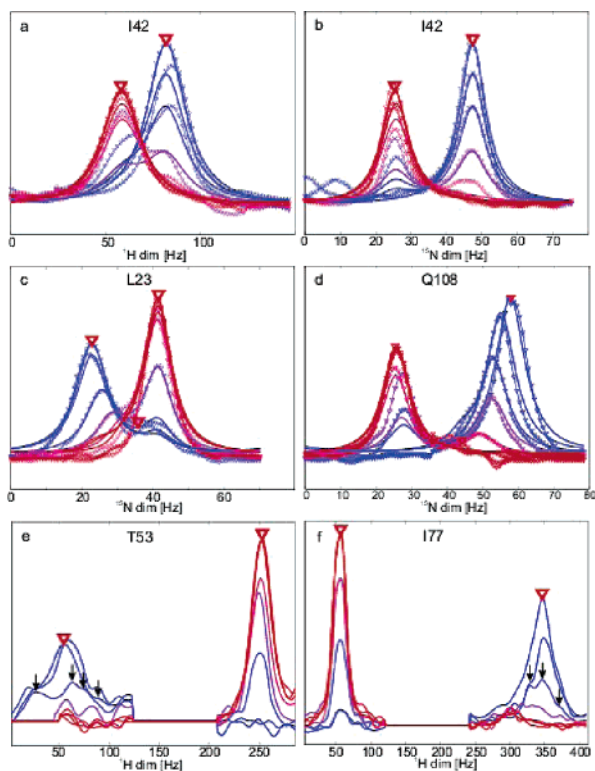 a I42
b I42
0 50 100
¹H dim [Hz]
0 10 20 30 40 50 60 70
¹⁵N dim [Hz]
c L23
d Q108
0 20 40 60
¹⁵N dim [Hz]
0 10 20 30 40 50 60 70
¹⁵N dim [Hz]
e T53
f I77
50 100 150 200 250
¹H dim [Hz]
0 50 100 150 200 250 300 350 400
¹H dim [Hz]